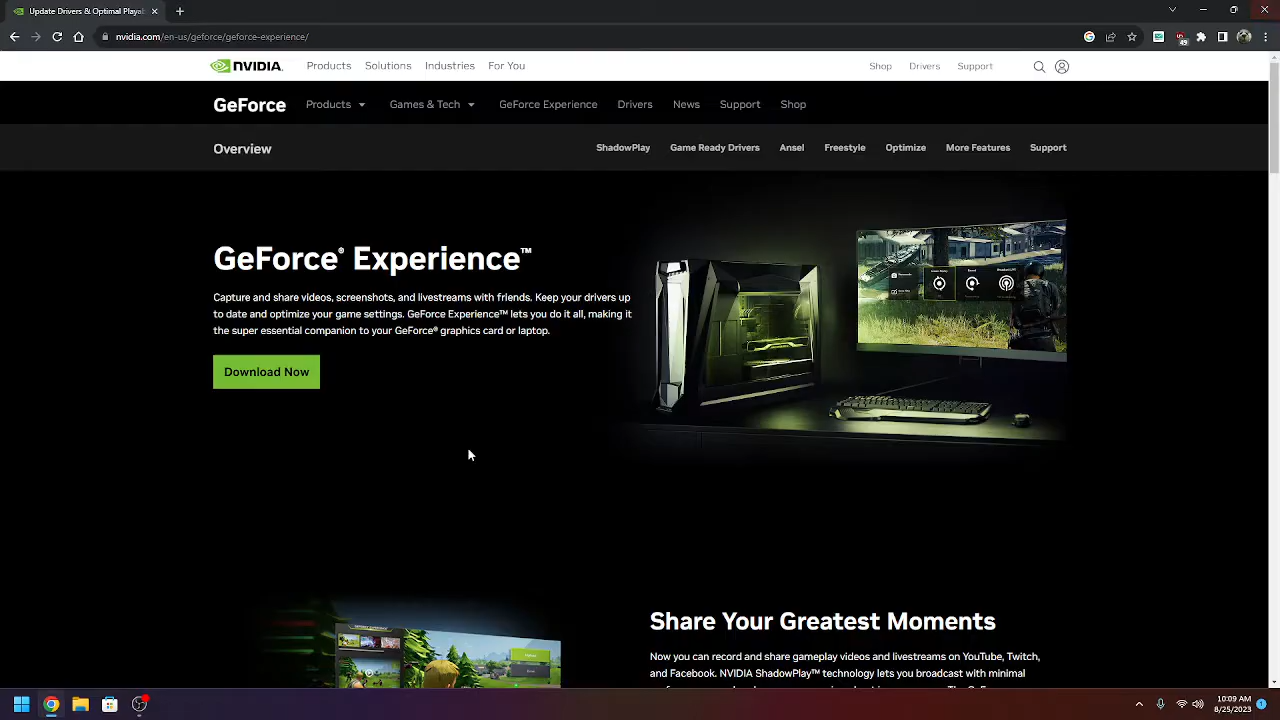 Update Drivers & Optimal Playab
nvidia.com/en-us/geforce/geforce-experience/
NVIDIA.
Products
Solutions
Industries
For You
Shop
Drivers
Support
GeForce
Products
Games & Tech
GeForce Experience
Drivers
News
Support
Shop
Overview
ShadowPlay
Game Ready Drivers
Ansel
Freestyle
Optimize
More Features
Support
GeForce® Experience™
Capture and share videos, screenshots, and livestreams with friends. Keep your drivers up
to date and optimize your game settings. GeForce Experience™ lets you do it all, making it
the super essential companion to your GeForce® graphics card or laptop.
Download Now
Share Your Greatest Moments
Now you can record and share gameplay videos and livestreams on YouTube, Twitch,
and Facebook. NVIDIA ShadowPlay™ technology lets you broadcast with minimal
10:09 AM
8/25/2023